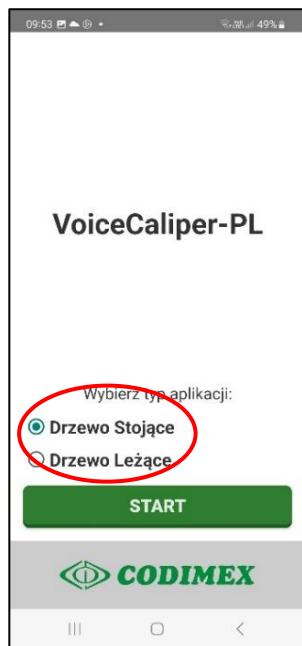 09:53
49%
VoiceCaliper-PL
Wybierz typ aplikacji:
Drzewo Stojące
Drzewo Leżące
START
CODIMEX